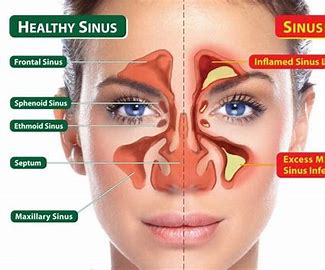 HEALTHY SINUS
SINUS
Frontal Sinus
Inflamed Sinus L
Sphenoid Sinus
Ethmoid Sinus
Septum
Excess M
Sinus Infe
Maxillary Sinus